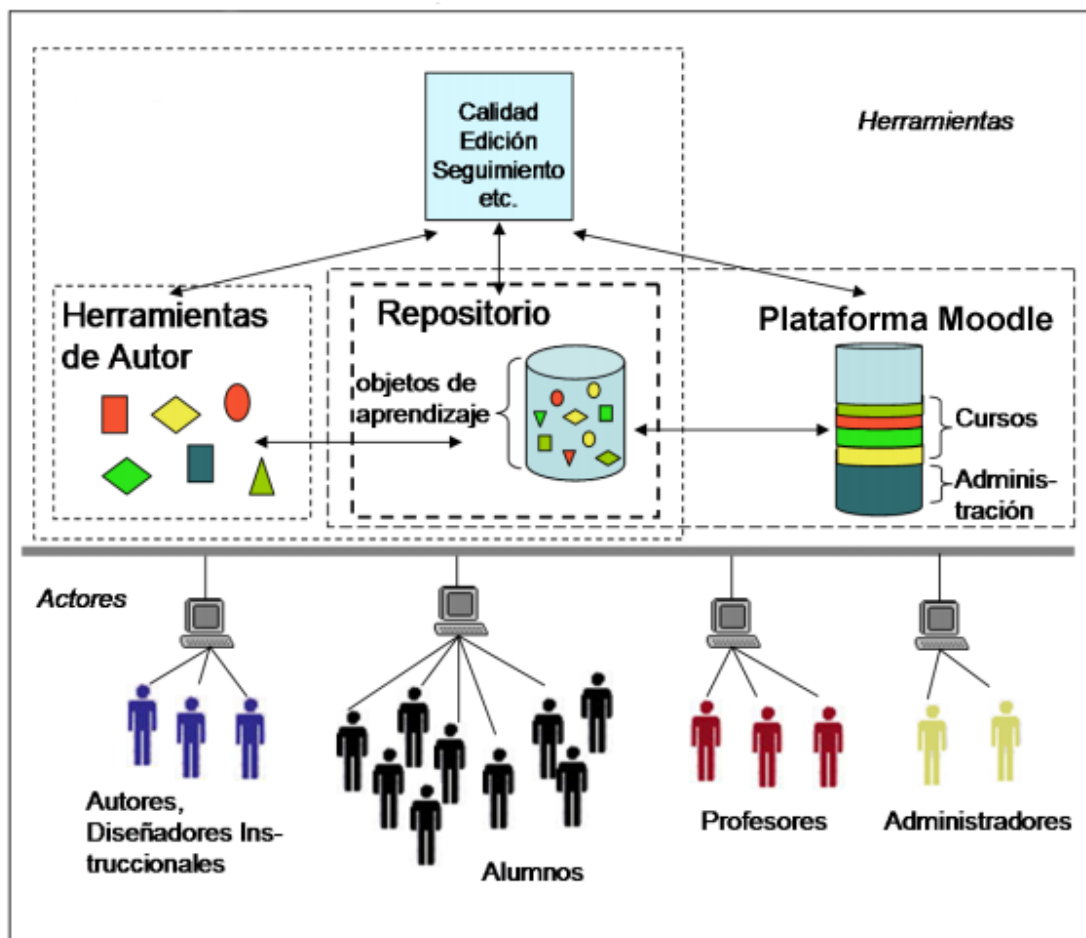 Calidad
Edición
Seguimiento
etc.
Herramientas
Herramientas
de Autor
Repositorio
objetos de
aprendizaje
Plataforma Moodle
Cursos
Adminis-
tración
Actores
Autores,
Diseñadores Ins-
truccionales
Alumnos
Profesores
Administradores